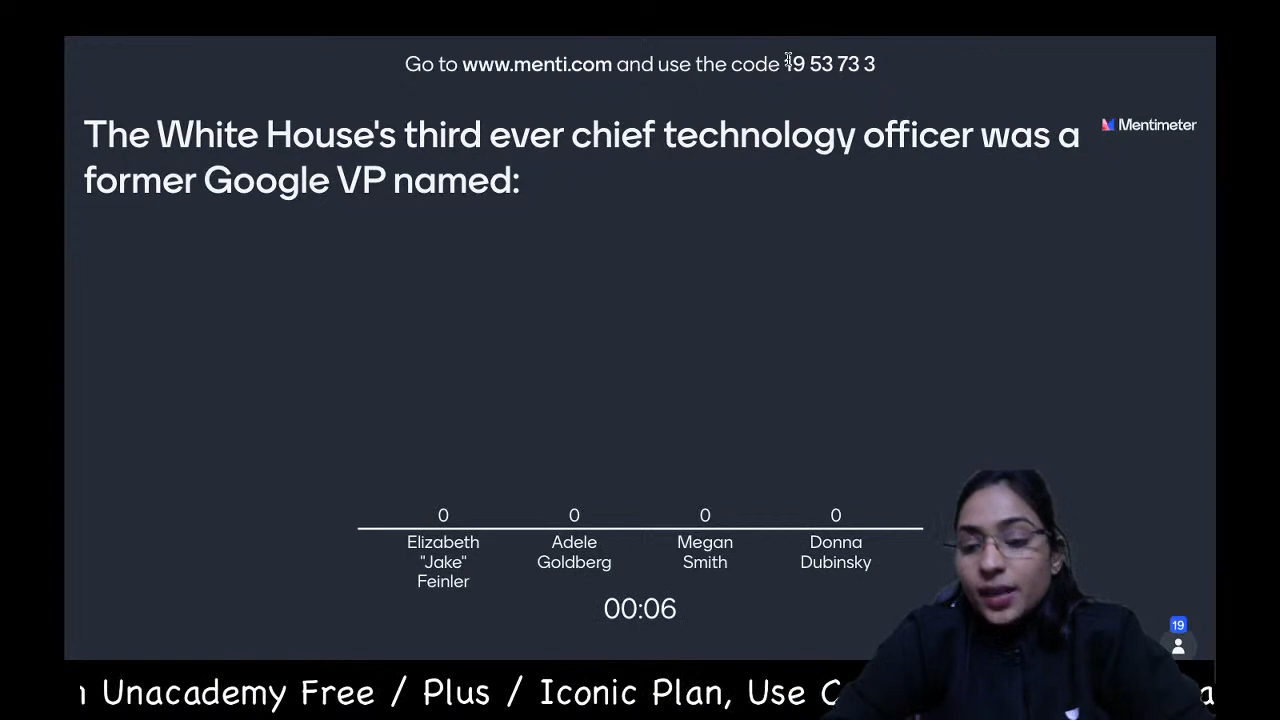 Go to www.menti.com and use the code 19 53 73 3
The White House's third ever chief technology officer was a
Mentimeter
former Google VP named:
0 0 0 0
Elizabeth Adele Megan Donna
"Jake" Goldberg Smith Dubinsky
Feinler
00:06
19
Unacademy Free / Plus / Iconic Plan, Use